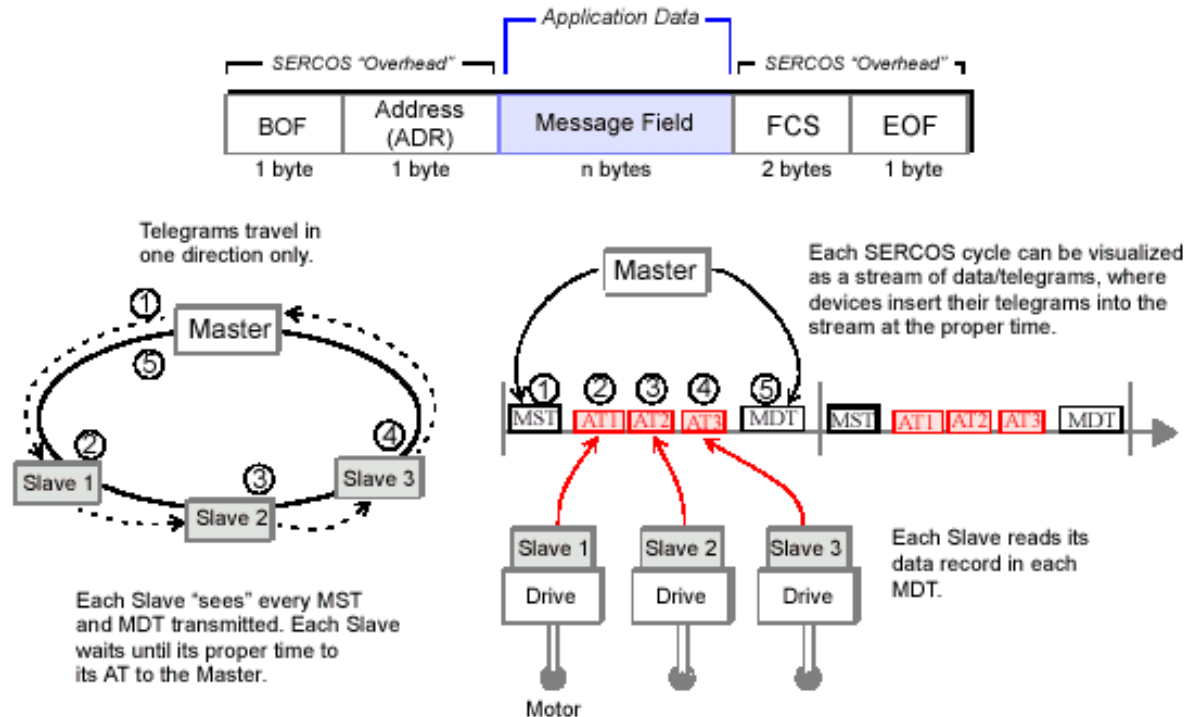 Application Data
SERCOS “Overhead”
SERCOS “Overhead”
BOF
Address
(ADR)
Message Field
FCS
EOF
1 byte
1 byte
n bytes
2 bytes
1 byte
Telegrams travel in
one direction only.
1
Master
5
2
Slave 1
3
Slave 2
4
Slave 3
Each Slave “sees” every MST
and MDT transmitted. Each Slave
waits until its proper time to
its AT to the Master.
Master
Each SERCOS cycle can be visualized
as a stream of data/telegrams, where
devices insert their telegrams into the
stream at the proper time.
1
2
3
4
5
MST
AT1
AT2
AT3
MDT
MST
AT1
AT2
AT3
MDT
Slave 1
Slave 2
Slave 3
Drive
Drive
Drive
Motor
Each Slave reads its
data record in each
MDT.